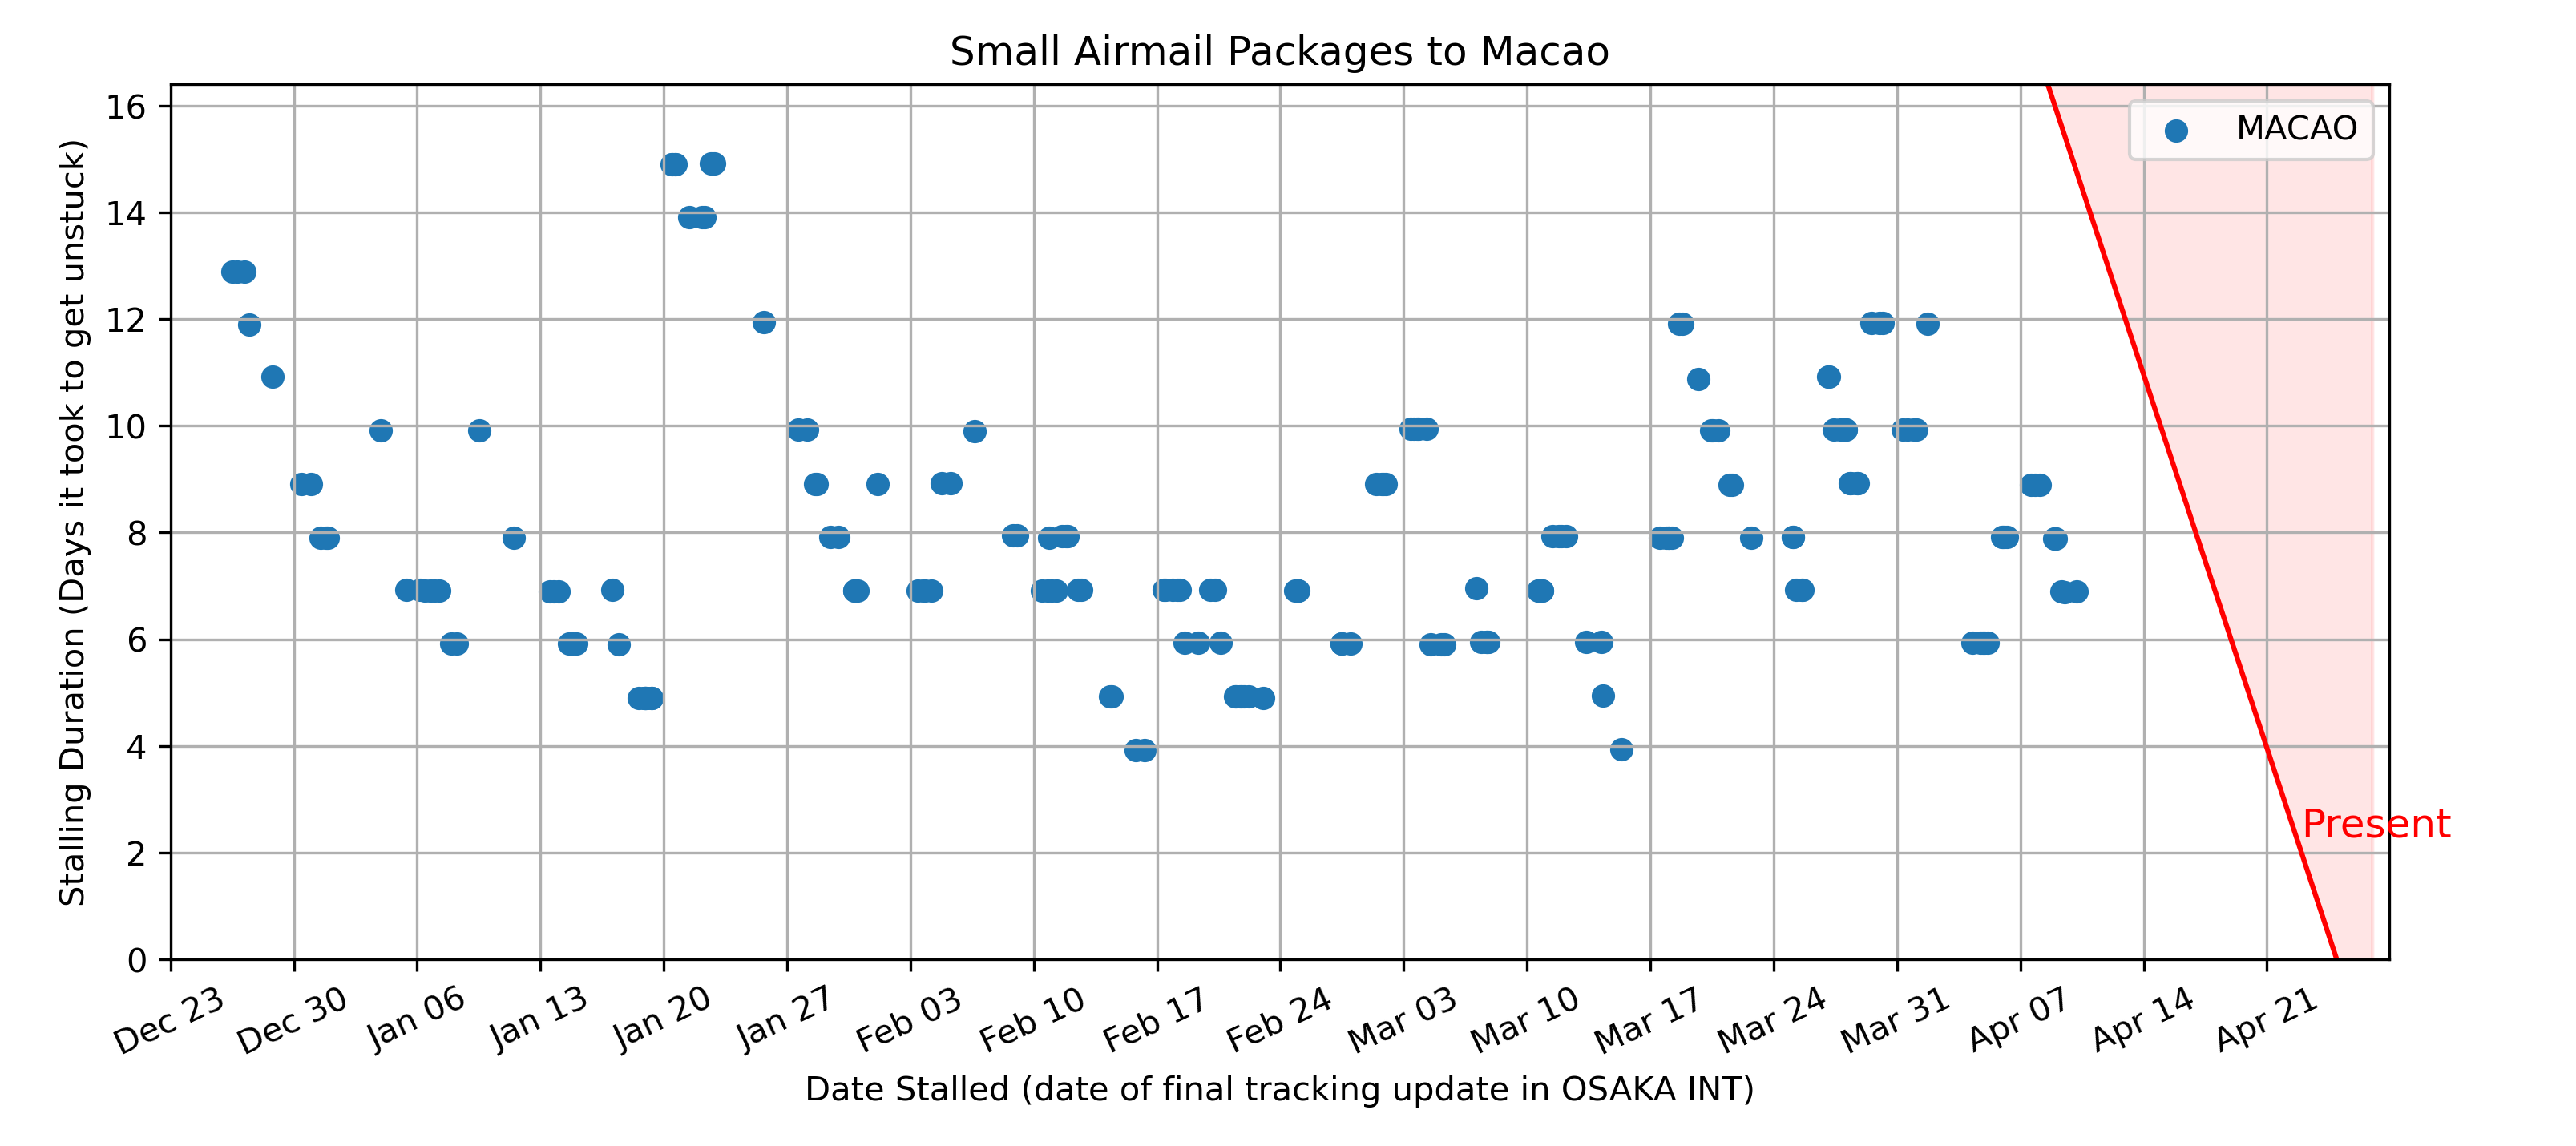 Small Airmail Packages to Macao
MACAO
Stalling Duration (Days it took to get unstuck)
16
14
12
10
8
6
4
2
0
Present
Dec 23
Dec 30
Jan 06
Jan 13
Jan 20
Jan 27
Feb 03
Feb 10
Feb 17
Feb 24
Mar 03
Mar 10
Mar 17
Mar 24
Mar 31
Apr 07
Apr 14
Apr 21
Date Stalled (date of final tracking update in OSAKA INT)